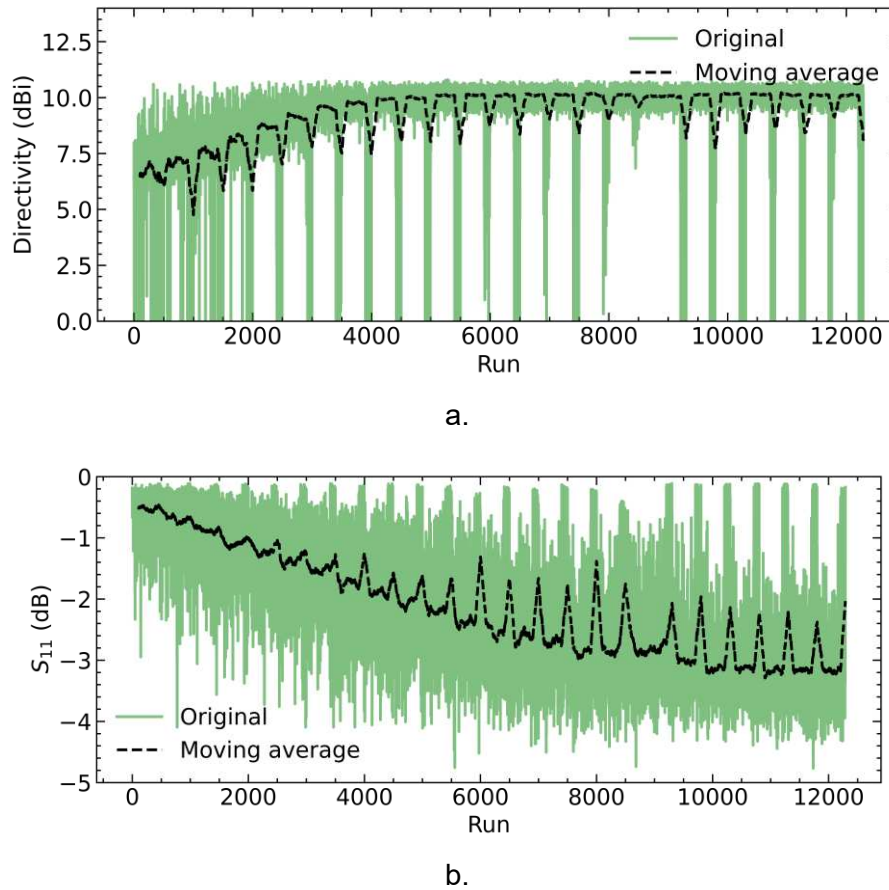 12.5
10.0
7.5
5.0
2.5
0.0
Directivity (dBi)
Original
Moving average
0 2000 4000 6000 8000 10000 12000
Run
a.
0
−1
−2
−3
−4
−5
S₁₁ (dB)
Original
Moving average
0 2000 4000 6000 8000 10000 12000
Run
b.